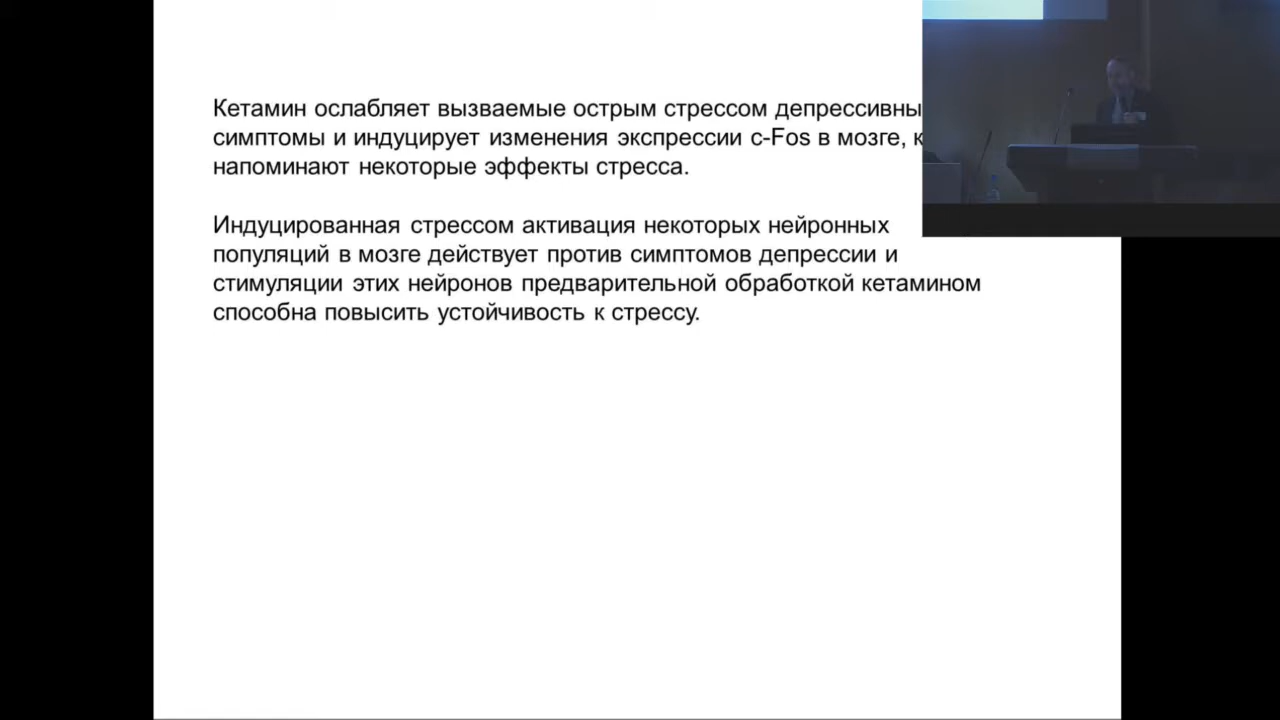 Кетамин ослабляет вызваемые острым стрессом
симптомы и индуцирует изменения экспрессии c-Fos в мозге,
напоминают некоторые эффекты стресса.
Индуцированная стрессом активация некоторых нейронных
популяций в мозге действует против симптомов депрессии и
стимуляции этих нейронов предварительной обработкой кетамином
способна повысить устойчивость к стрессу.